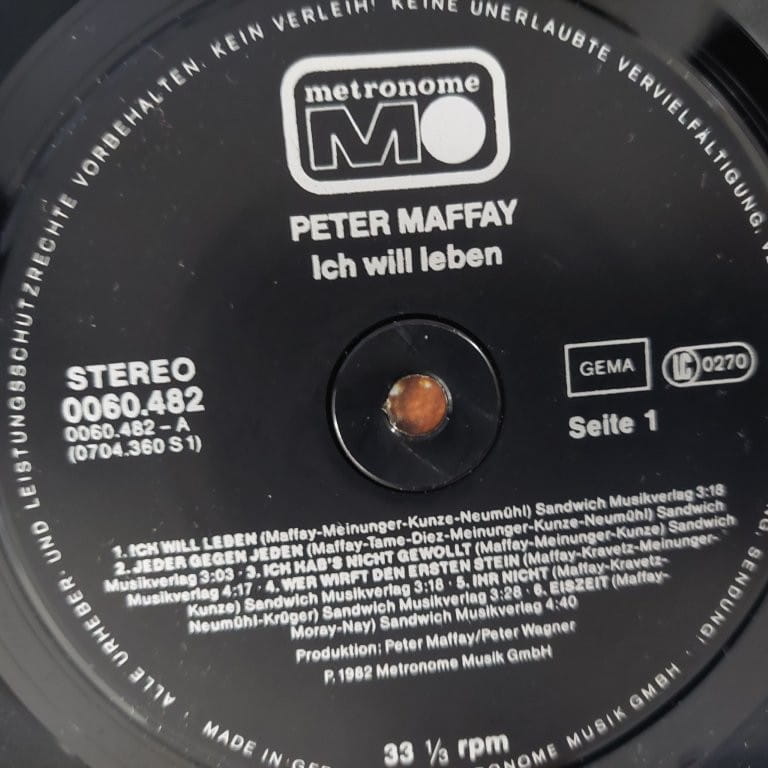 ALLE URHEBER- UND LEISTUNGSSCHUTZRECHTE VORBEHALTEN. KEIN VERLEIH! KEINE UNERLAUBTE VERVIELFÄLTIGUNG, SENDUNG!
metronome
PETER MAFFAY
Ich will leben
STEREO
0060.482
0060.482-A
(0704.360 S1)
GEMA
LC 0270
Seite 1
1. ICH WILL LEBEN (Maffay-Meinunger-Kunze-Neumühl) Sandwich Musikverlag 3:18
2. JEDER GEGEN JEDEN (Maffay-Tame-Diez-Meinunger-Kunze-Neumühl) Sandwich
Musikverlag 3:03 · 3. ICH HAB'S NICHT GEWOLLT (Maffay-Meinunger-Kunze) Sandwich
Musikverlag 4:17 · 4. WER WIRFT DEN ERSTEN STEIN (Maffay-Kravetz-Meinunger-
Kunze) Sandwich Musikverlag 3:18 · 5. IHR NICHT (Maffay-Kravetz-
Neumühl-Krüger) Sandwich Musikverlag 3:28 · 6. EISZEIT (Maffay-
Moray-Nay) Sandwich Musikverlag 4:40
Produktion: Peter Maffay/Peter Wagner
P. 1982 Metronome Musik GmbH
33 1/3 rpm
MADE IN MUSIK GMBH ·